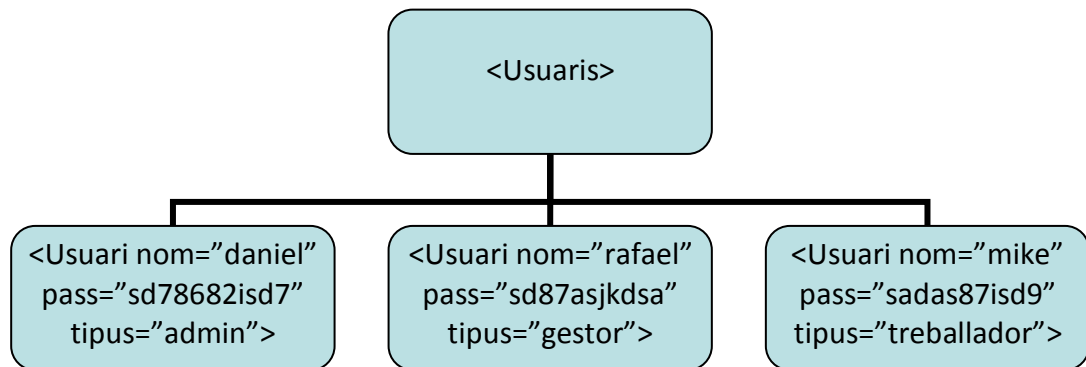 <Usuaris>
<Usuari nom=”daniel”
pass=”sd78682isd7”
tipus=”admin”>
<Usuari nom=”rafael”
pass=”sd87asjkdsa”
tipus=”gestor”>
<Usuari nom=”mike”
pass=”sadas87isd9”
tipus=”treballador”>